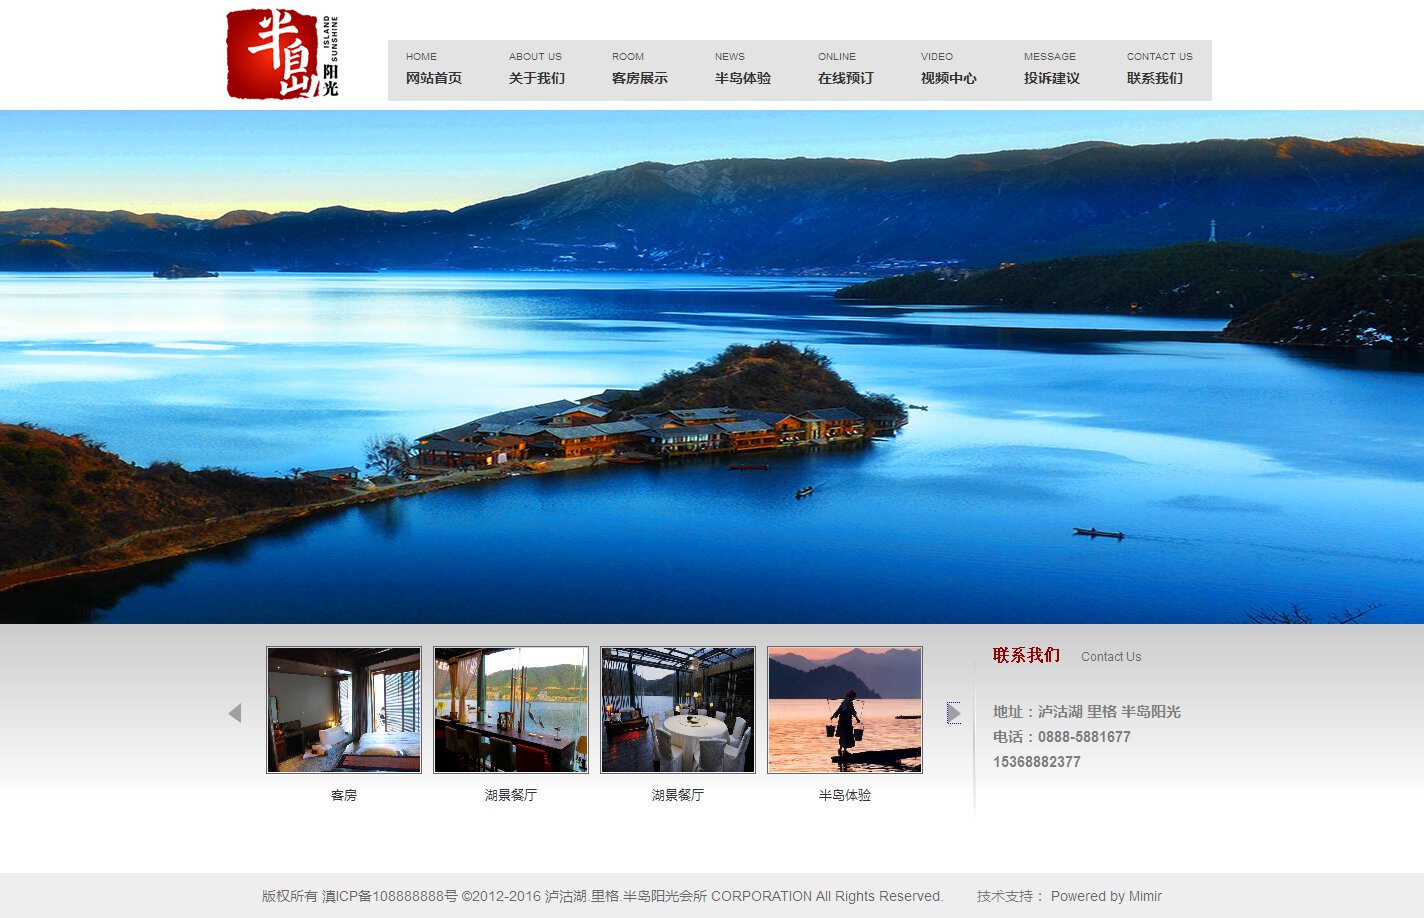 半岛
阳光
ISLAND
SUNSHINE
HOME
网站首页
ABOUT US
关于我们
ROOM
客房展示
NEWS
半岛体验
ONLINE
在线预订
VIDEO
视频中心
MESSAGE
投诉建议
CONTACT US
联系我们
客房
湖景餐厅
湖景餐厅
半岛体验
联系我们 Contact Us
地址：泸沽湖 里格 半岛阳光
电话：0888-5881677
15368882377
版权所有 滇ICP备108888888号 ©2012-2016 泸沽湖.里格.半岛阳光会所 CORPORATION All Rights Reserved. 技术支持： Powered by Mimir